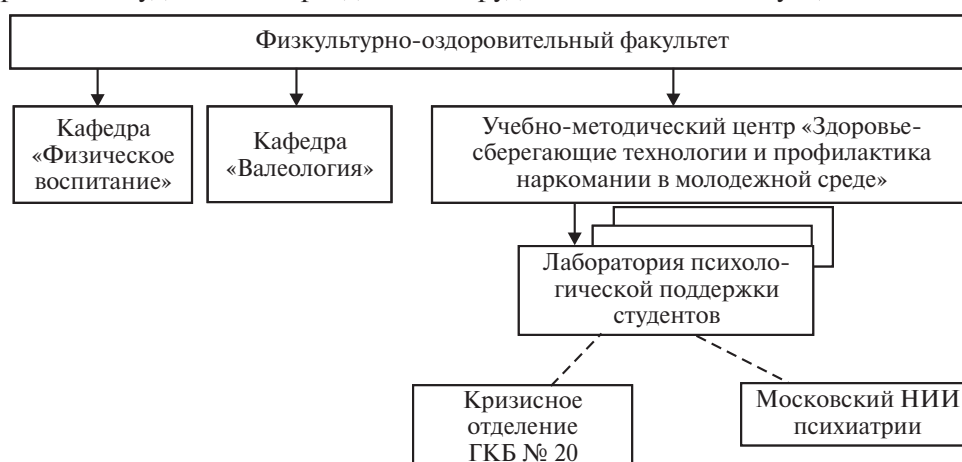 Физкультурно-оздоровительный факультет
Кафедра
«Физическое
воспитание»
Кафедра
«Валеология»
Учебно-методический центр «Здоровье-
сберегающие технологии и профилактика
наркомании в молодежной среде»
Лаборатория психоло-
гической поддержки
студентов
Кризисное
отделение
ГКБ № 20
Московский НИИ
психиатрии